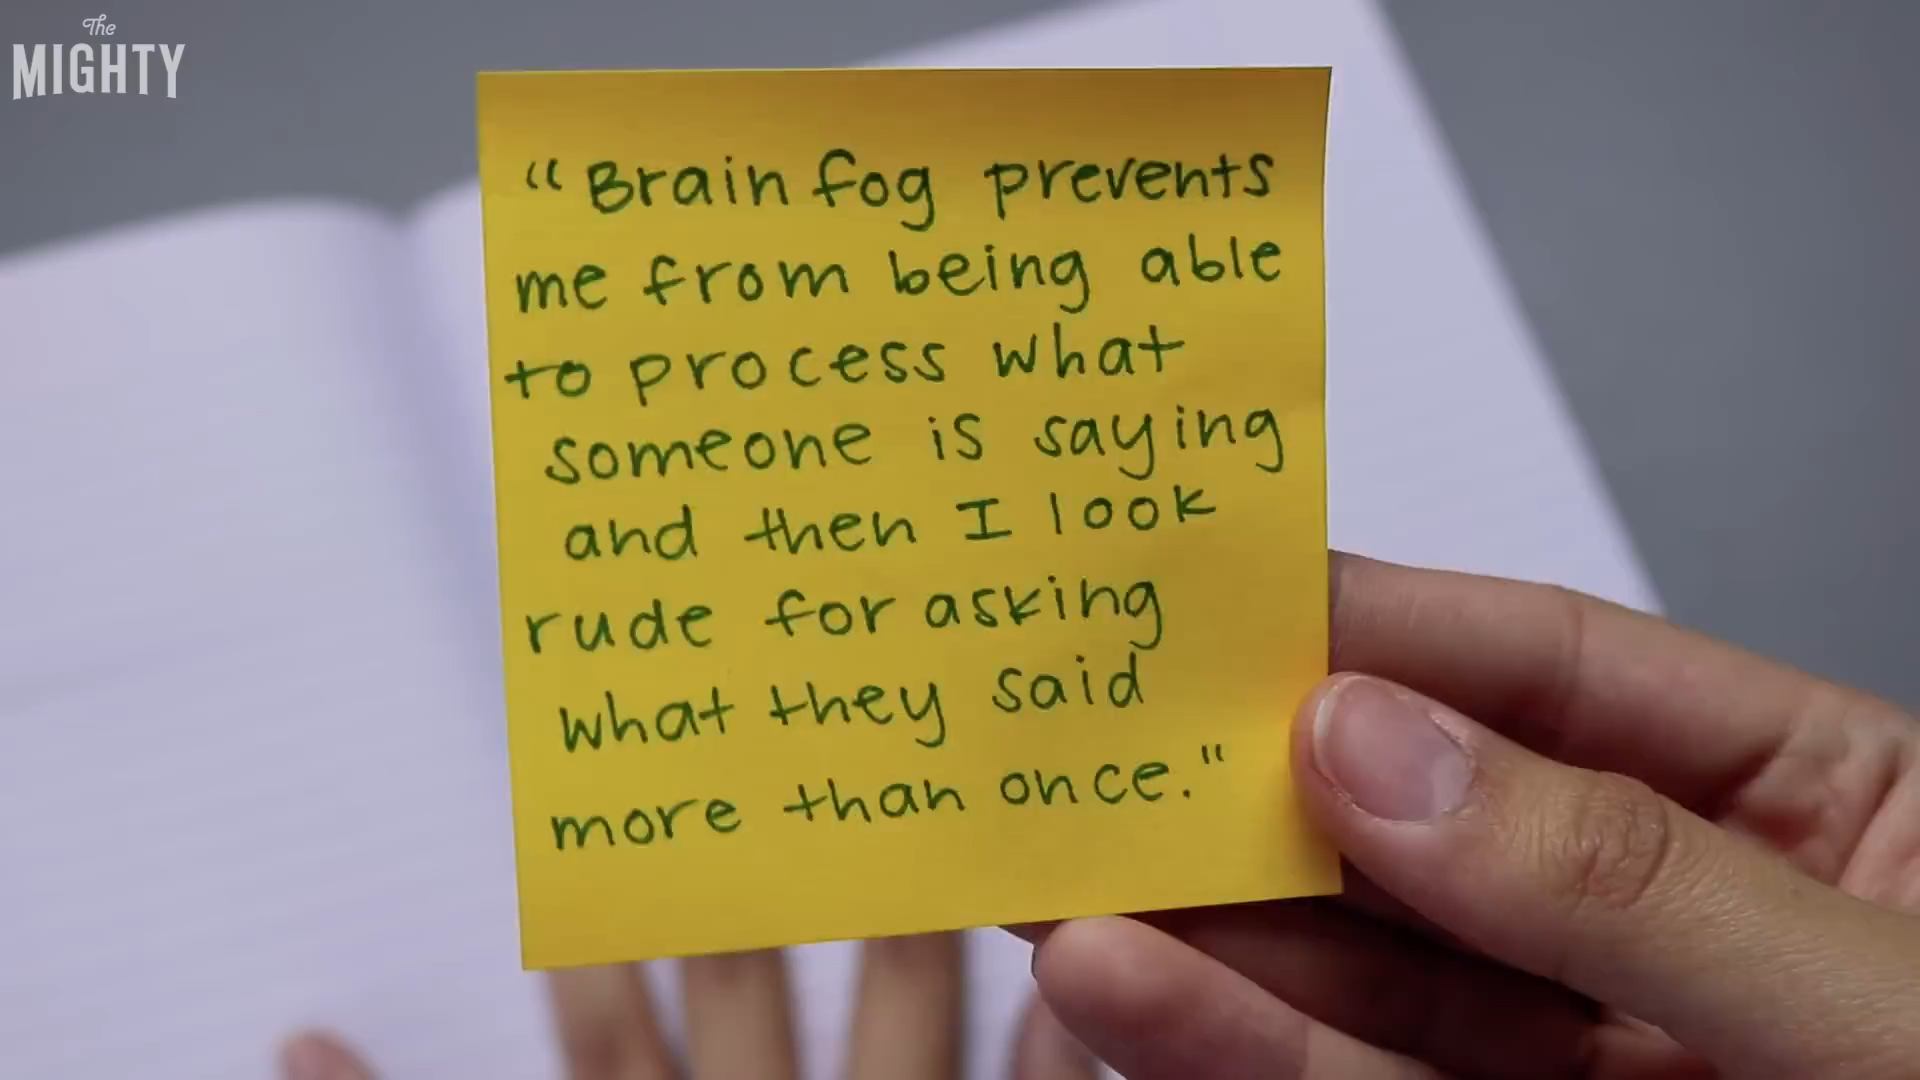 The
MIGHTY
"Brain fog prevents
me from being able
to process what
someone is saying
and then I look
rude for asking
what they said
more than once."